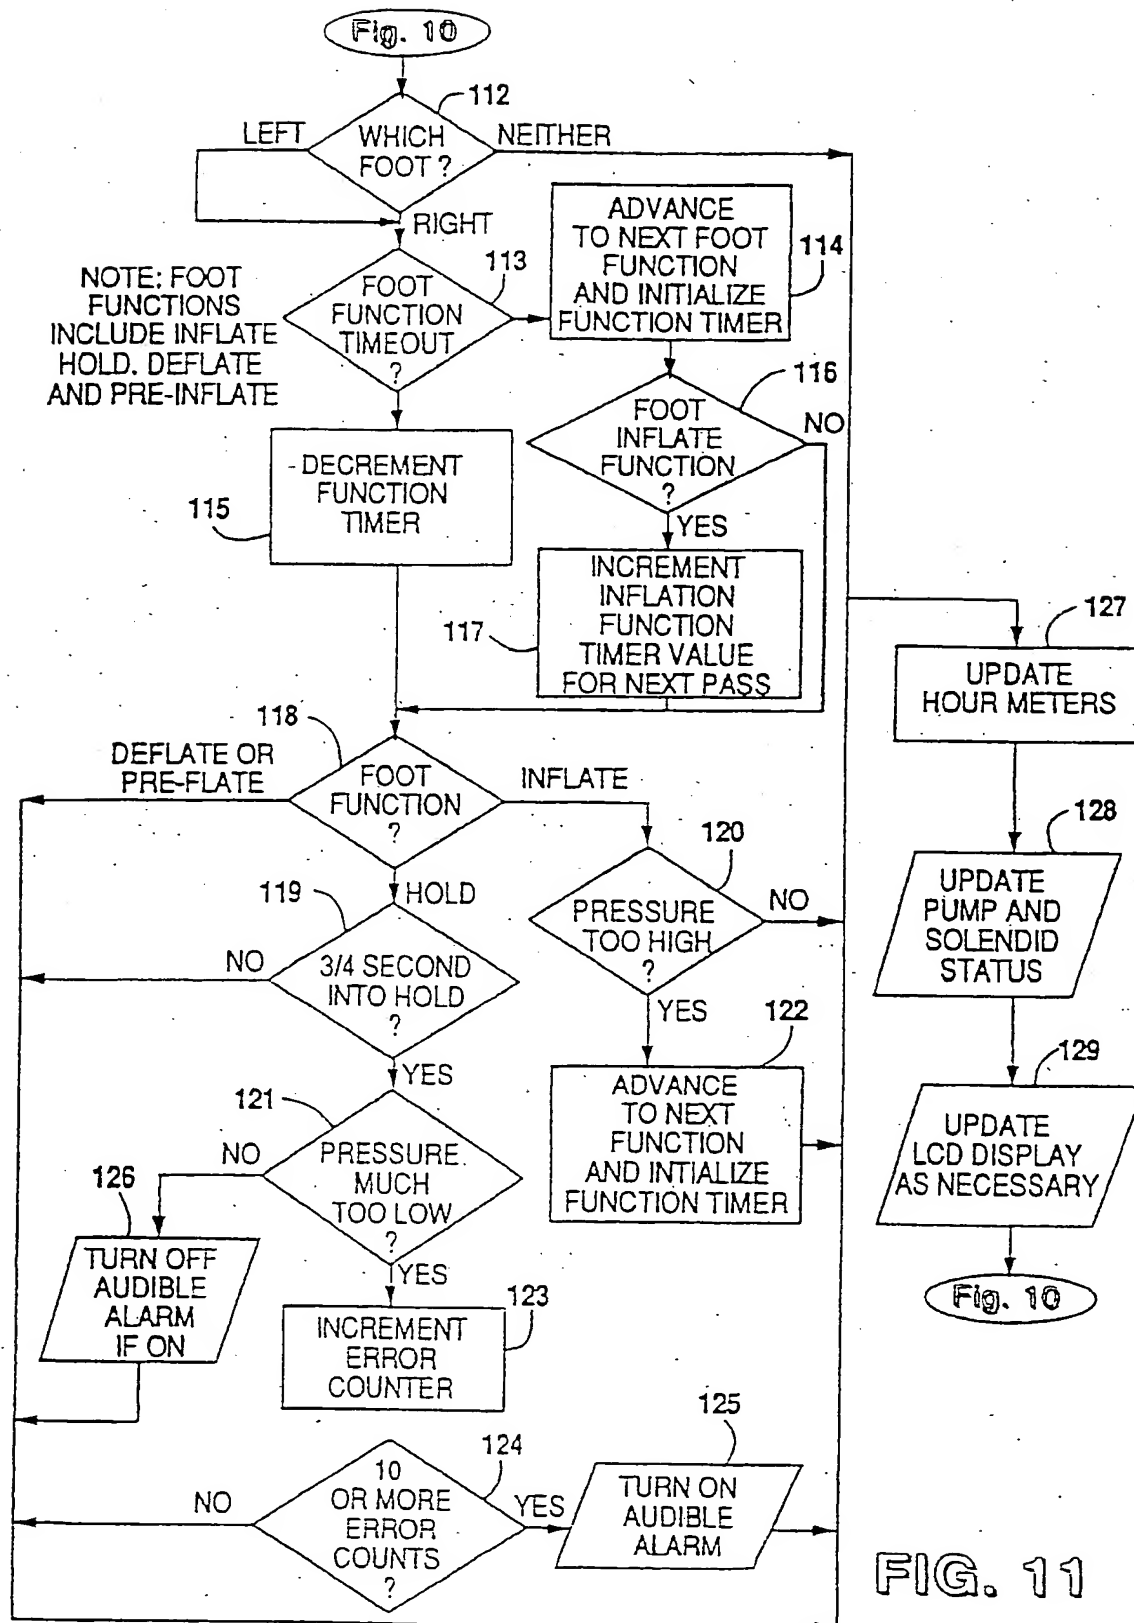 Fig. 10
112
LEFT
WHICH
FOOT ?
NEITHER
RIGHT
ADVANCE
TO NEXT FOOT
FUNCTION
AND INITIALIZE
FUNCTION TIMER
114
113
FOOT
FUNCTION
TIMEOUT
?
NOTE: FOOT
FUNCTIONS
INCLUDE INFLATE
HOLD. DEFLATE
AND PRE-INFLATE
116
FOOT
INFLATE
FUNCTION
?
NO
YES
DECREMENT
FUNCTION
TIMER
115
INCREMENT
INFLATION
FUNCTION
TIMER VALUE
FOR NEXT PASS
117
127
UPDATE
HOUR METERS
118
DEFLATE OR
PRE-FLATE
FOOT
FUNCTION
?
INFLATE
HOLD
120
PRESSURE
TOO HIGH
?
NO
YES
128
UPDATE
PUMP AND
SOLENDID
STATUS
119
NO
3/4 SECOND
INTO HOLD
?
YES
122
ADVANCE
TO NEXT
FUNCTION
AND INTIALIZE
FUNCTION TIMER
129
UPDATE
LCD DISPLAY
AS NECESSARY
Fig. 10
121
NO
PRESSURE.
MUCH
TOO LOW
?
YES
126
TURN OFF
AUDIBLE
ALARM
IF ON
123
INCREMENT
ERROR
COUNTER
124
NO
10
OR MORE
ERROR
COUNTS
?
YES
125
TURN ON
AUDIBLE
ALARM
FIG. 11